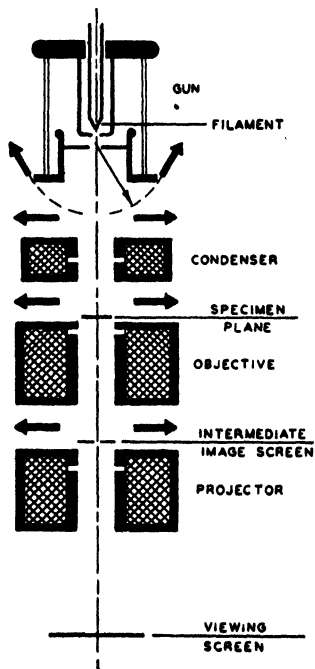 GUN
FILAMENT
CONDENSER
SPECIMEN
PLANE
OBJECTIVE
INTERMEDIATE
IMAGE SCREEN
PROJECTOR
VIEWING
SCREEN